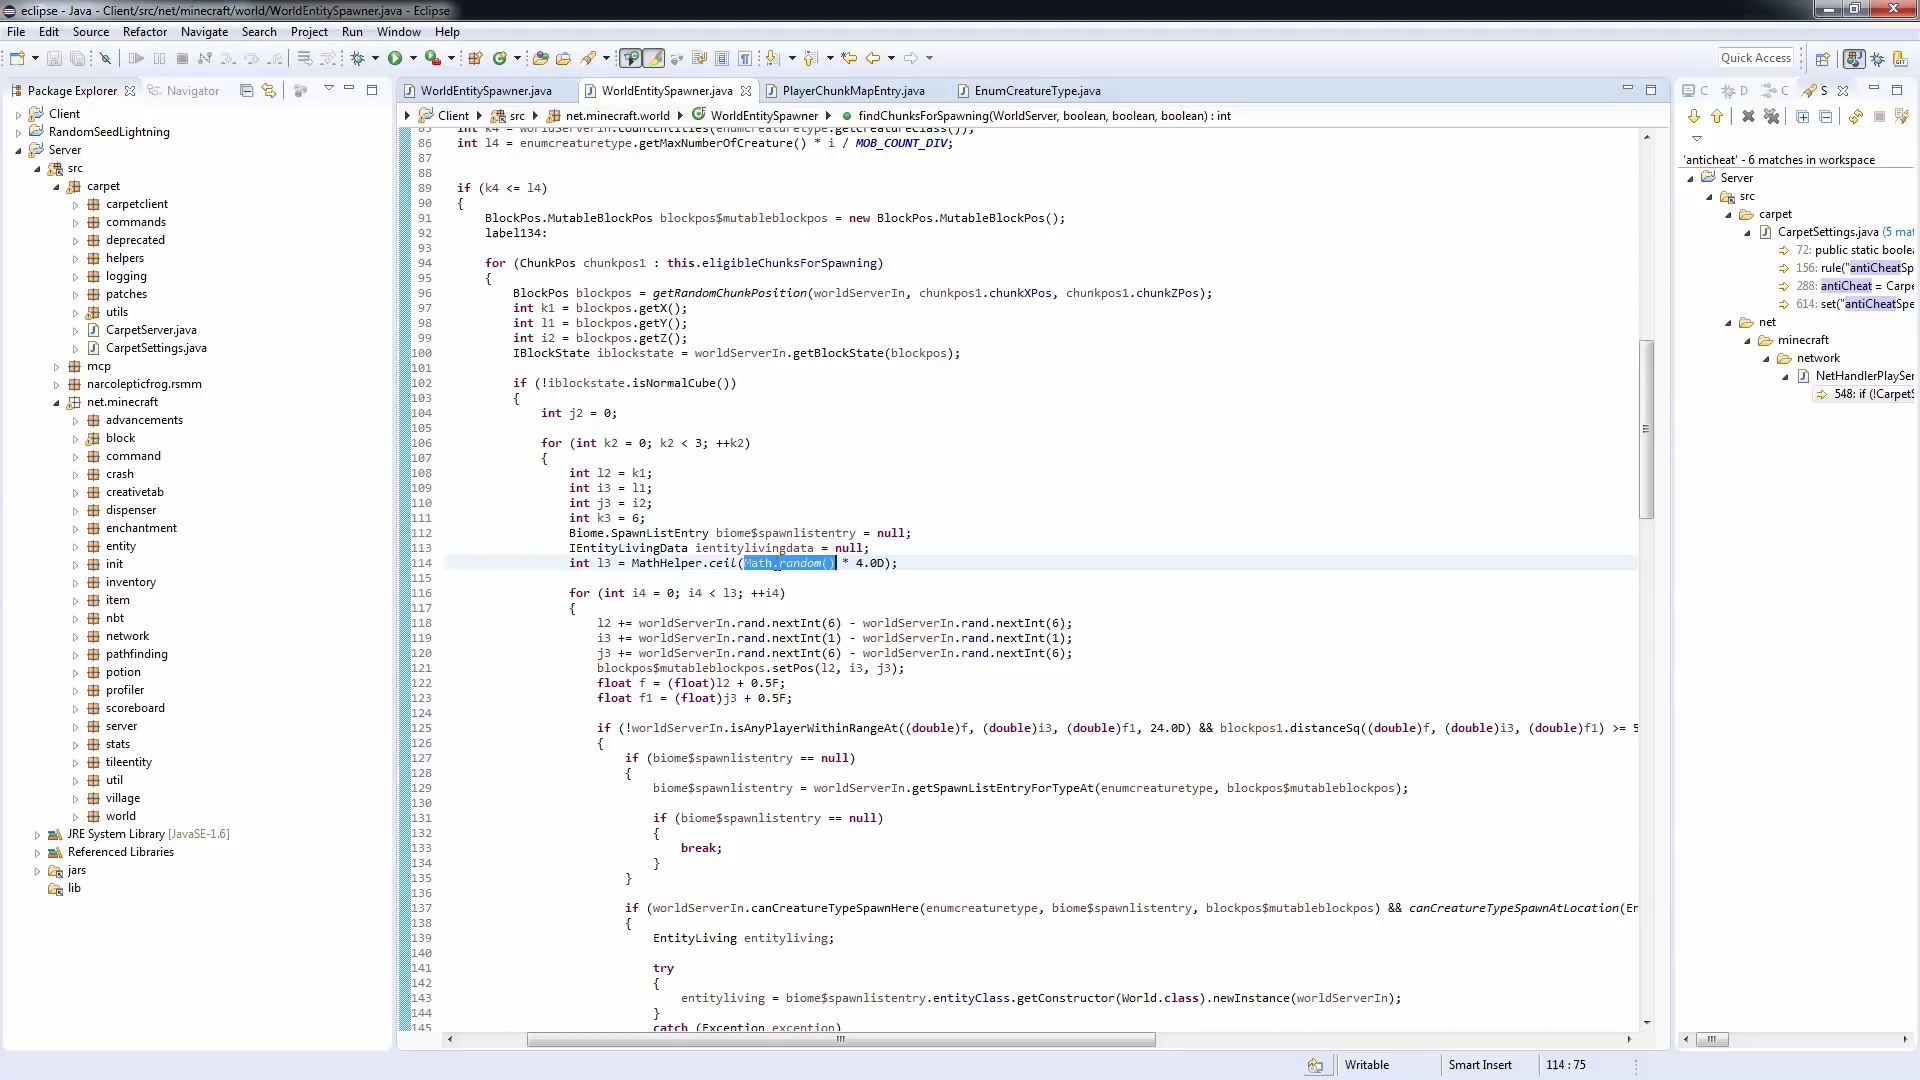 eclipse - Java - Client/src/net/minecraft/world/WorldEntitySpawner.java - Eclipse
File Edit Source Refactor Navigate Search Project Run Window Help
Quick Access
Package Explorer Navigator
Client
RandomSeedLightning
Server
src
carpet
carpetclient
commands
deprecated
helpers
logging
patches
utils
CarpetServer.java
CarpetSettings.java
mcp
narcolepticfrog.rsmm
net.minecraft
advancements
block
command
crash
creativetab
dispenser
enchantment
entity
init
inventory
item
nbt
network
pathfinding
potion
profiler
scoreboard
server
stats
tileentity
util
village
world
JRE System Library [JavaSE-1.6]
Referenced Libraries
jars
lib
WorldEntitySpawner.java WorldEntitySpawner.java PlayerChunkMapEntry.java EnumCreatureType.java
Client src net.minecraft.world WorldEntitySpawner findChunksForSpawning(WorldServer, boolean, boolean, boolean) : int
85 int k4 = worldServerIn.countEntities(enumcreaturetype.getCreatureClass());
86 int l4 = enumcreaturetype.getMaxNumberOfCreature() * i / MOB_COUNT_DIV;
87
88
89 if (k4 <= l4)
90 {
91 BlockPos.MutableBlockPos blockpos$mutableblockpos = new BlockPos.MutableBlockPos();
92 label134:
93
94 for (ChunkPos chunkpos1 : this.eligibleChunksForSpawning)
95 {
96 BlockPos blockpos = getRandomChunkPosition(worldServerIn, chunkpos1.chunkXPos, chunkpos1.chunkZPos);
97 int k1 = blockpos.getX();
98 int l1 = blockpos.getY();
99 int i2 = blockpos.getZ();
100 IBlockState iblockstate = worldServerIn.getBlockState(blockpos);
101
102 if (!iblockstate.isNormalCube())
103 {
104 int j2 = 0;
105
106 for (int k2 = 0; k2 < 3; ++k2)
107 {
108 int l2 = k1;
109 int i3 = l1;
110 int j3 = i2;
111 int k3 = 6;
112 Biome.SpawnListEntry biome$spawnlistentry = null;
113 IEntityLivingData ientitylivingdata = null;
114 int l3 = MathHelper.ceil(Math.random() * 4.0D);
115
116 for (int i4 = 0; i4 < l3; ++i4)
117 {
118 l2 += worldServerIn.rand.nextInt(6) - worldServerIn.rand.nextInt(6);
119 i3 += worldServerIn.rand.nextInt(1) - worldServerIn.rand.nextInt(1);
120 j3 += worldServerIn.rand.nextInt(6) - worldServerIn.rand.nextInt(6);
121 blockpos$mutableblockpos.setPos(l2, i3, j3);
122 float f = (float)l2 + 0.5F;
123 float f1 = (float)j3 + 0.5F;
124
125 if (!worldServerIn.isAnyPlayerWithinRangeAt((double)f, (double)i3, (double)f1, 24.0D) && blockpos1.distanceSq((double)f, (double)i3, (double)f1) >= 5
126 {
127 if (biome$spawnlistentry == null)
128 {
129 biome$spawnlistentry = worldServerIn.getSpawnListEntryForTypeAt(enumcreaturetype, blockpos$mutableblockpos);
130
131 if (biome$spawnlistentry == null)
132 {
133 break;
134 }
135 }
136
137 if (worldServerIn.canCreatureTypeSpawnHere(enumcreaturetype, biome$spawnlistentry, blockpos$mutableblockpos) && canCreatureTypeSpawnAtLocation(En
138 {
139 EntityLiving entityliving;
140
141 try
142 {
143 entityliving = biome$spawnlistentry.entityClass.getConstructor(World.class).newInstance(worldServerIn);
144 }
145 catch (Exception exception)
C D C S
'anticheat' - 6 matches in workspace
Server
src
carpet
CarpetSettings.java (5 mat
72: public static boolea
156: rule("antiCheatSp
288: antiCheat = Carpe
614: set("antiCheatSpe
net
minecraft
network
NetHandlerPlaySer
548: if (!CarpetS
Writable Smart Insert 114 : 75